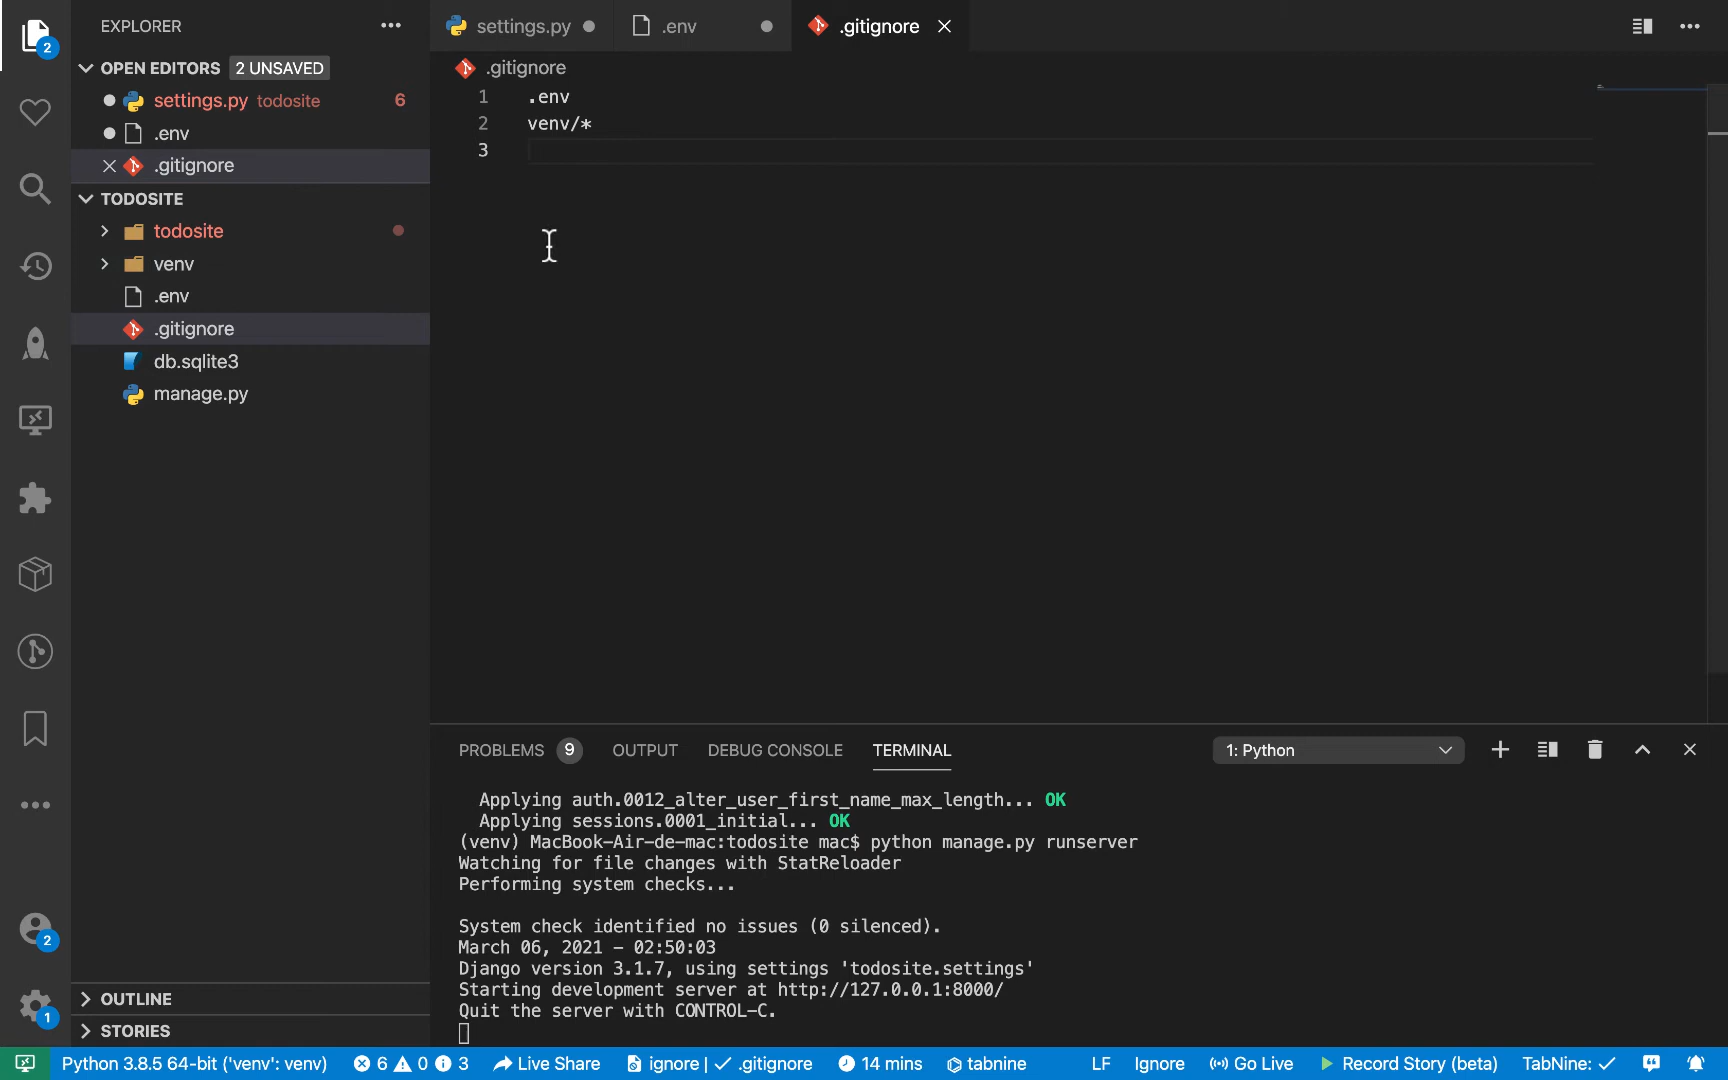 EXPLORER
OPEN EDITORS 2 UNSAVED
settings.py todosite 6
.env
.gitignore
TODOSITE
todosite
venv
.env
.gitignore
db.sqlite3
manage.py
OUTLINE
STORIES
2
2
1
settings.py .env .gitignore
.gitignore
1 .env
2 venv/*
3
PROBLEMS 9 OUTPUT DEBUG CONSOLE TERMINAL 1: Python
Applying auth.0012_alter_user_first_name_max_length... OK
Applying sessions.0001_initial... OK
(venv) MacBook-Air-de-mac:todosite mac$ python manage.py runserver
Watching for file changes with StatReloader
Performing system checks...
System check identified no issues (0 silenced).
March 06, 2021 - 02:50:03
Django version 3.1.7, using settings 'todosite.settings'
Starting development server at http://127.0.0.1:8000/
Quit the server with CONTROL-C.
Python 3.8.5 64-bit ('venv': venv) 6 0 3 Live Share ignore | ✓ .gitignore 14 mins tabnine LF Ignore Go Live Record Story (beta) TabNine: ✓